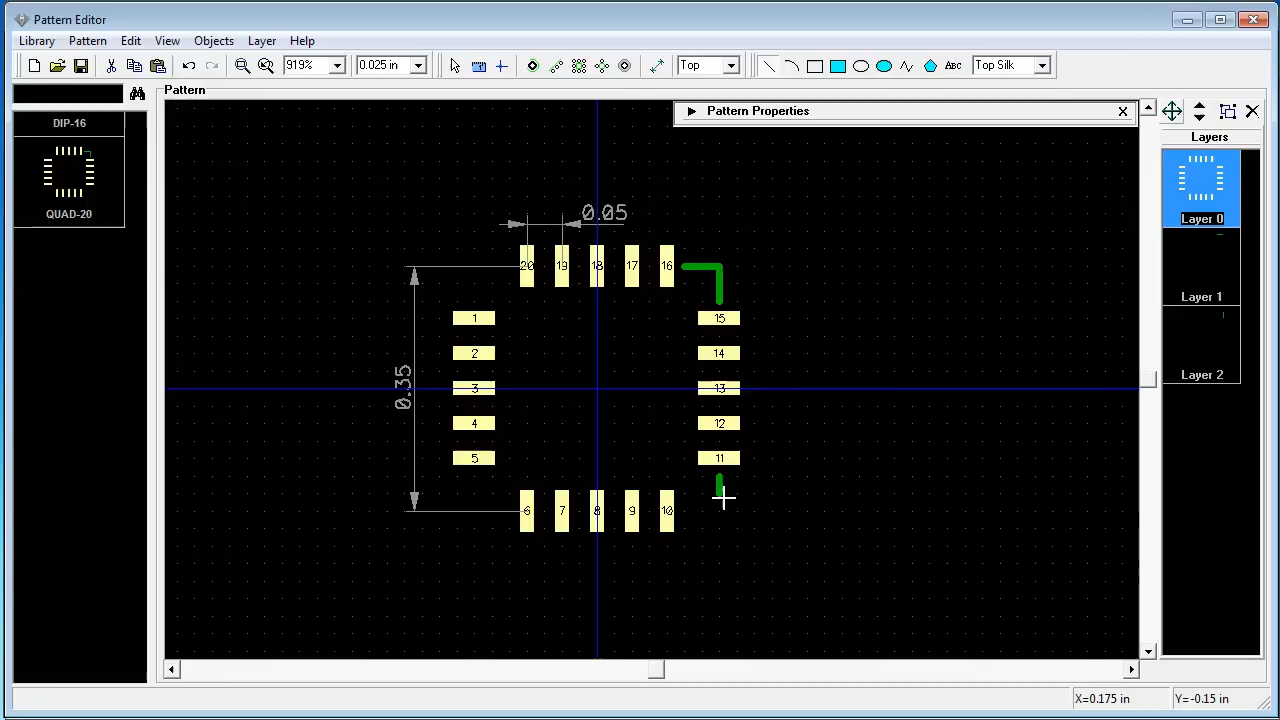 Pattern Editor
Library Pattern Edit View Objects Layer Help
919% 0.025 in Top ABC Top Silk
Pattern
Pattern Properties
DIP-16
QUAD-20
Layers
Layer 0
Layer 1
Layer 2
0.05
20 19 18 17 16
1 15
2 14
0.35
3 13
4 12
5 11
6 7 8 9 10
X=0.175 in Y=-0.15 in